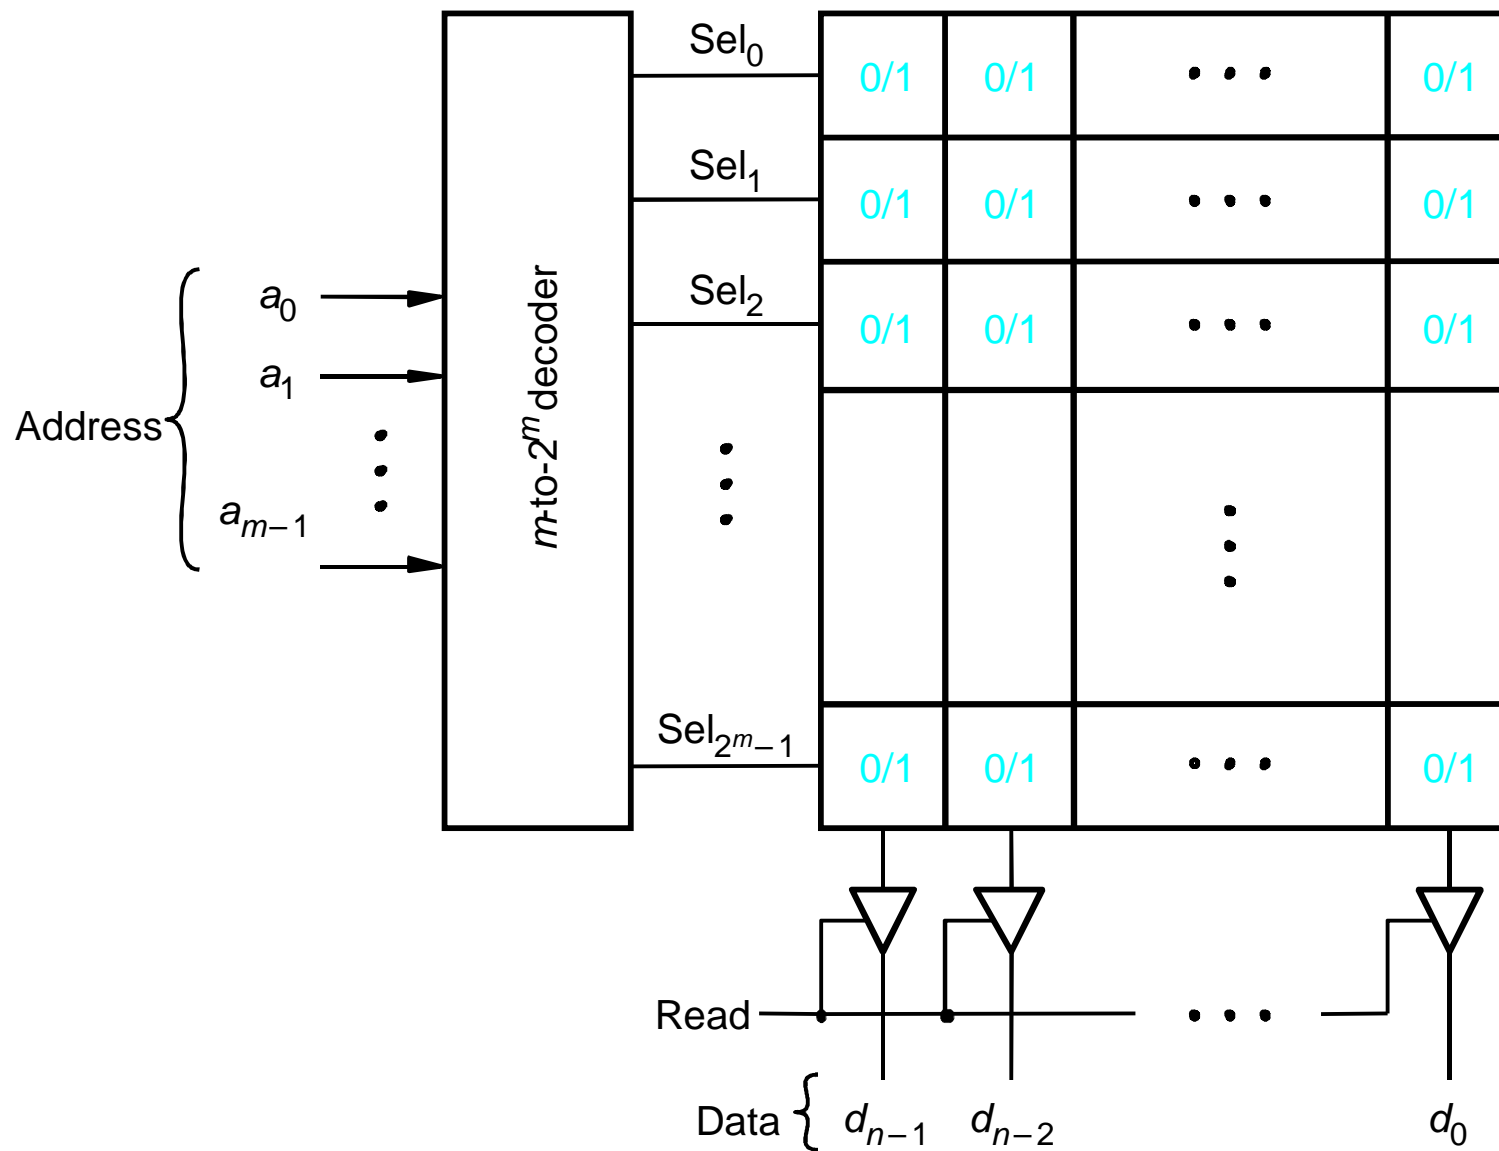 Sel₀
0/1 0/1 • • • 0/1
Sel₁
0/1 0/1 • • • 0/1
Sel₂
0/1 0/1 • • • 0/1
Address
a₀
a₁
aₘ₋₁
m-to-2ᵐ decoder
Sel₂ᵐ₋₁
0/1 0/1 • • • 0/1
Read • • •
Data dₙ₋₁ dₙ₋₂ d₀